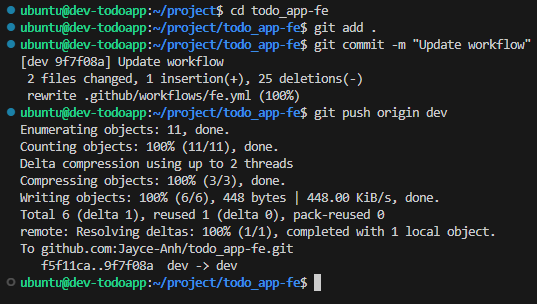 ubuntu@dev-todoapp:~/project$ cd todo_app-fe
ubuntu@dev-todoapp:~/project/todo_app-fe$ git add .
ubuntu@dev-todoapp:~/project/todo_app-fe$ git commit -m "Update workflow"
[dev 9f7f08a] Update workflow
 2 files changed, 1 insertion(+), 25 deletions(-)
 rewrite .github/workflows/fe.yml (100%)
ubuntu@dev-todoapp:~/project/todo_app-fe$ git push origin dev
Enumerating objects: 11, done.
Counting objects: 100% (11/11), done.
Delta compression using up to 2 threads
Compressing objects: 100% (3/3), done.
Writing objects: 100% (6/6), 448 bytes | 448.00 KiB/s, done.
Total 6 (delta 1), reused 1 (delta 0), pack-reused 0
remote: Resolving deltas: 100% (1/1), completed with 1 local object.
To github.com:Jayce-Anh/todo_app-fe.git
   f5f11ca..9f7f08a  dev -> dev
ubuntu@dev-todoapp:~/project/todo_app-fe$